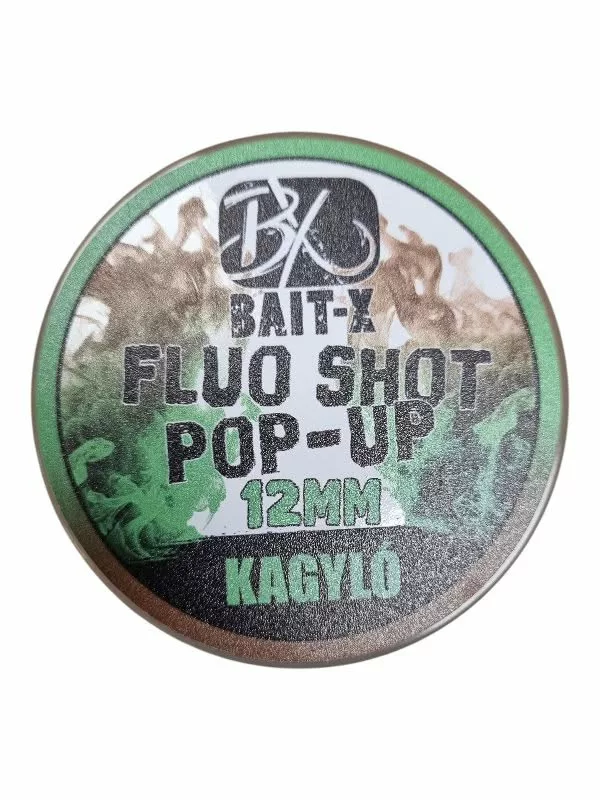 BX
BAIT-X
FLUO SHOT
POP-UP
12MM
KAGYLÓ